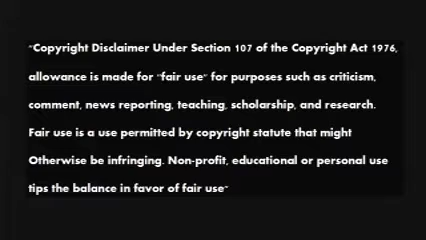 "Copyright Disclaimer Under Section 107 of the Copyright Act 1976,
allowance is made for "fair use" for purposes such as criticism,
comment, news reporting, teaching, scholarship, and research.
Fair use is a use permitted by copyright statute that might
Otherwise be infringing. Non-profit, educational or personal use
tips the balance in favor of fair use"